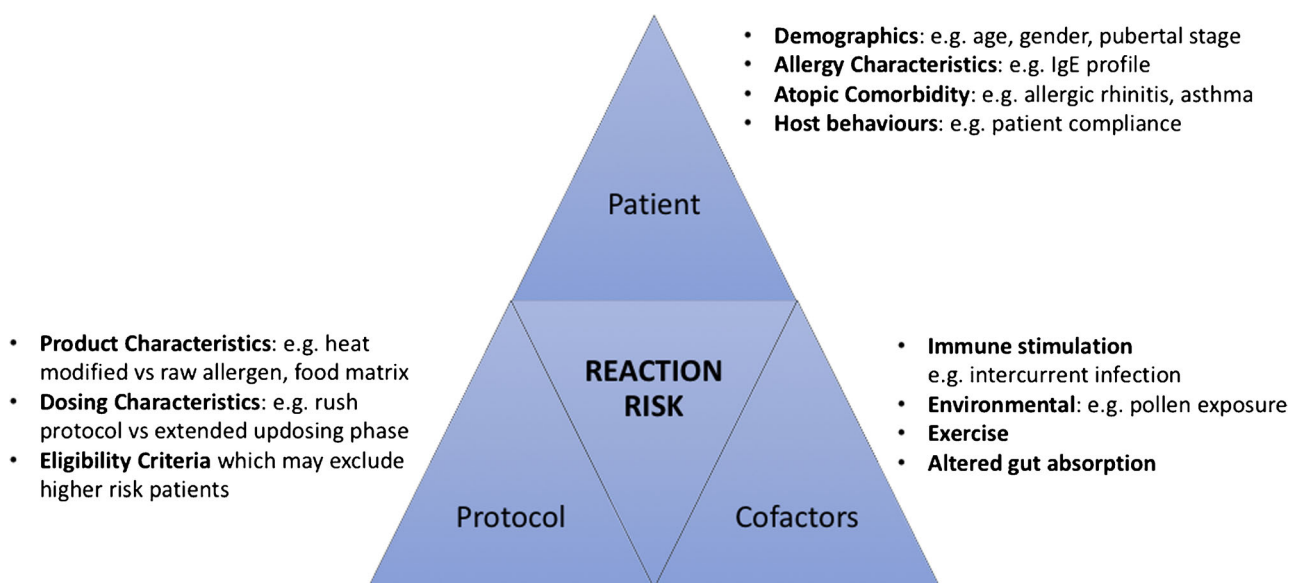 • Demographics: e.g. age, gender, pubertal stage
• Allergy Characteristics: e.g. IgE profile
• Atopic Comorbidity: e.g. allergic rhinitis, asthma
• Host behaviours: e.g. patient compliance
Patient
• Product Characteristics: e.g. heat
modified vs raw allergen, food matrix
• Dosing Characteristics: e.g. rush
protocol vs extended updosing phase
• Eligibility Criteria which may exclude
higher risk patients
REACTION
RISK
• Immune stimulation
e.g. intercurrent infection
• Environmental: e.g. pollen exposure
• Exercise
• Altered gut absorption
Protocol
Cofactors